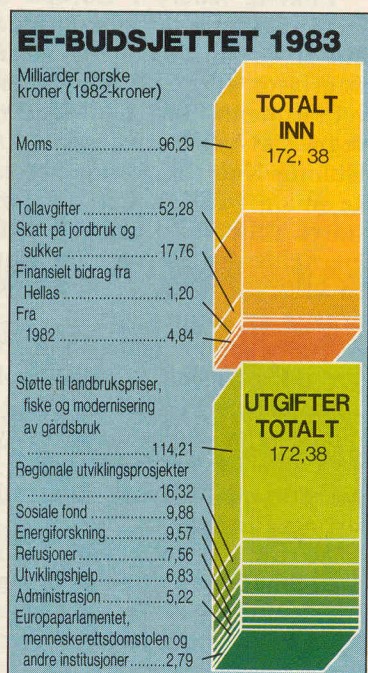 EF-BUDSJETTET 1983
Milliarder norske
kroner (1982-kroner)
TOTALT
INN
172, 38
Moms ..................96,29
Tollavgifter ..............52,28
Skatt på jordbruk og
sukker ................17,76
Finansielt bidrag fra
Hellas ..................1,20
Fra
1982 ....................4,84
Støtte til landbrukspriser,
fiske og modernisering
av gårdsbruk
........................114,21
UTGIFTER
TOTALT
172,38
Regionale utviklingsprosjekter
..........................16,32
Sosiale fond ..............9,88
Energiforskning ........9,57
Refusjoner ................7,56
Utviklingshjelp ..........6,83
Administrasjon ..........5,22
Europaparlamentet,
menneskerettsdomstolen og
andre institusjoner ......2,79